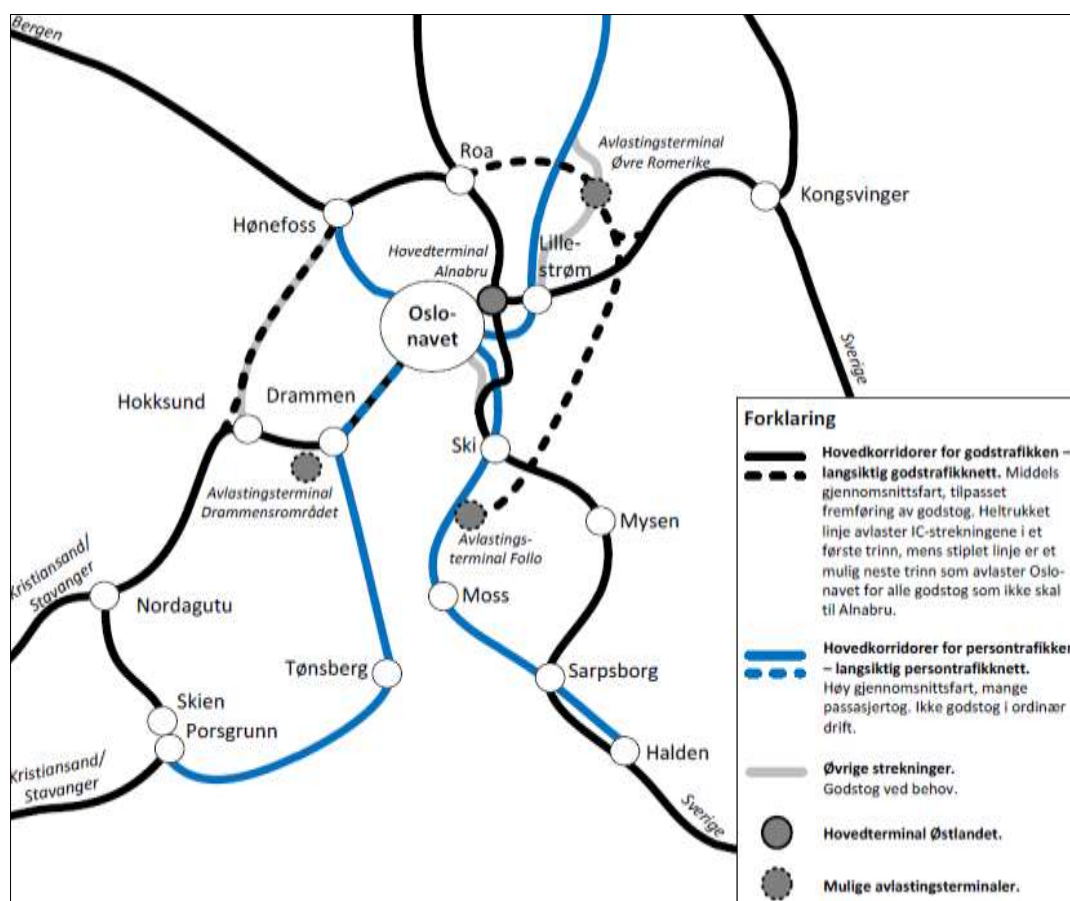 Bergen
Roa
Avlastingsterminal
Øvre Romerike
Kongsvinger
Hønefoss
Hovedterminal
Alnabru
Lille-
strøm
Oslo-
navet
Sverige
Hokksund
Drammen
Ski
Avlastingsterminal
Drammensrområdet
Mysen
Avlastings-
terminal Follo
Kristiansand/
Stavanger
Nordagutu
Moss
Tønsberg
Sarpsborg
Skien
Porsgrunn
Halden
Kristiansand/
Stavanger
Sverige
Forklaring
Hovedkorridorer for godstrafikken –
langsiktig godstrafikknett. Middels
gjennomsnittsfart, tilpasset
fremføring av godstog. Heltrukket
linje avlaster IC-strekningene i et
første trinn, mens stiplet linje er et
mulig neste trinn som avlaster Oslo-
navet for alle godstog som ikke skal
til Alnabru.
Hovedkorridorer for persontrafikken
– langsiktig persontrafikknett.
Høy gjennomsnittsfart, mange
passasjertog. Ikke godstog i ordinær
drift.
Øvrige strekninger.
Godstog ved behov.
Hovedterminal Østlandet.
Mulige avlastingsterminaler.